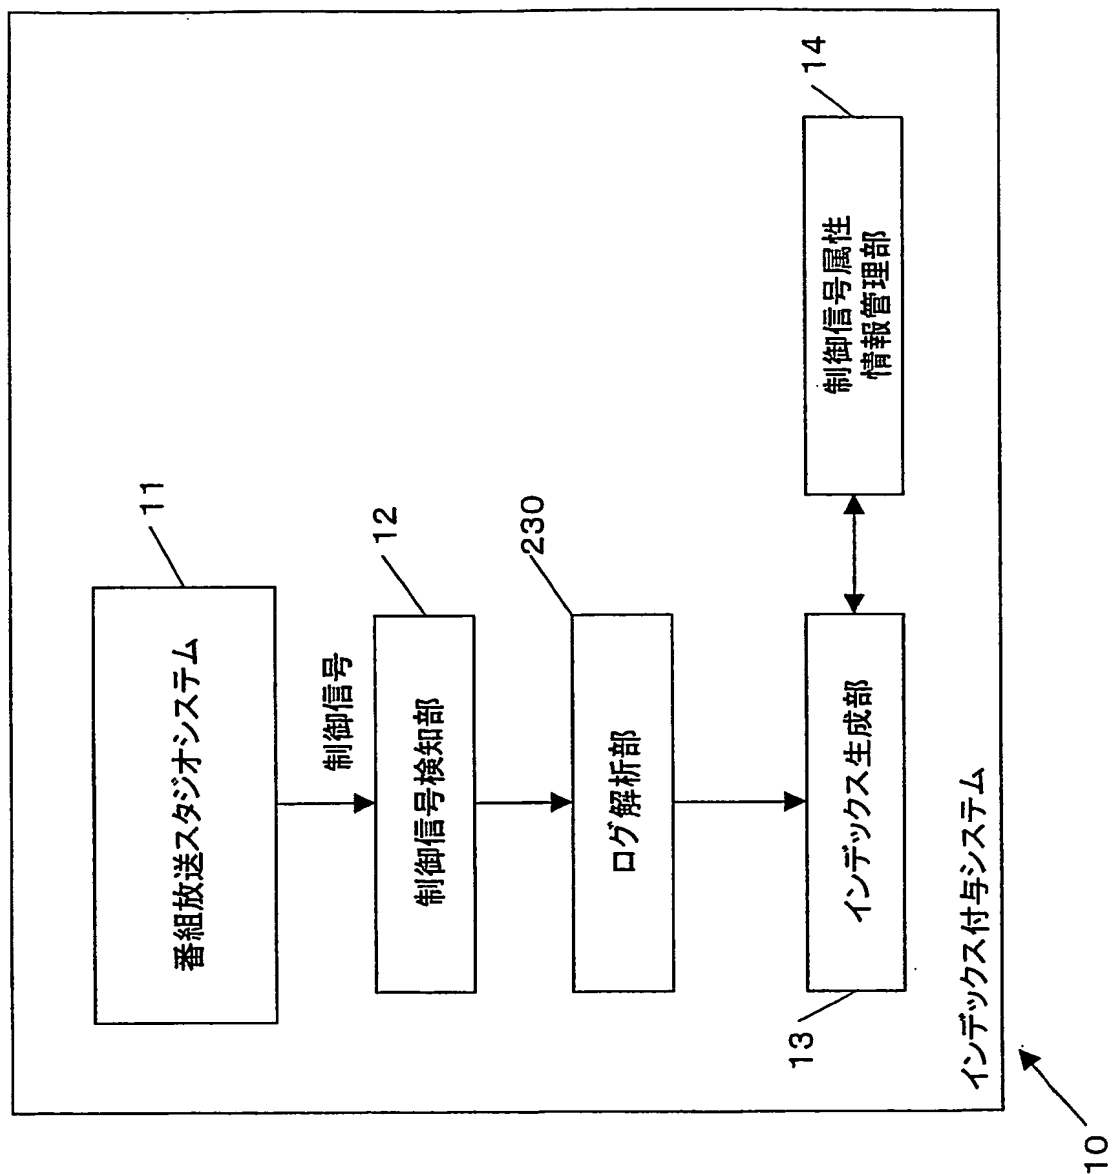 11
番組放送スタジオシステム
制御信号
12
制御信号検知部
230
ログ解析部
14
制御信号属性
情報管理部
インデックス生成部
13
インデックス付与システム
10